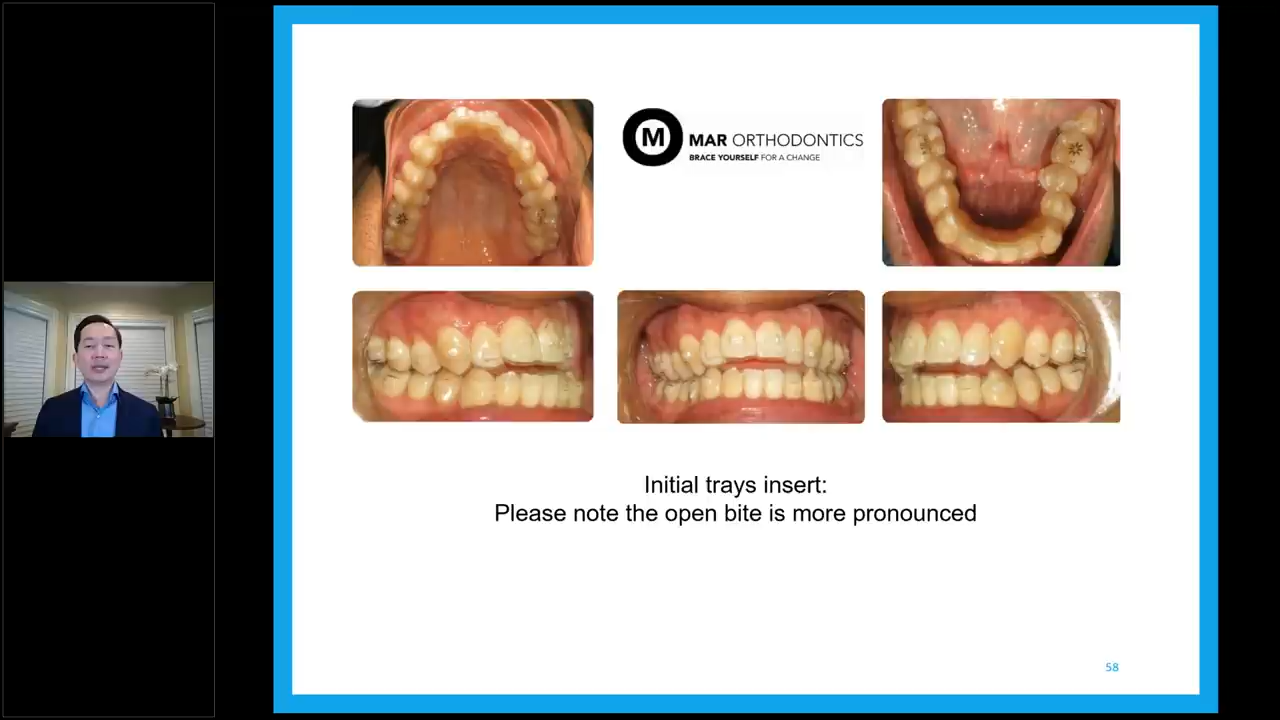 M
MAR ORTHODONTICS
BRACE YOURSELF FOR A CHANGE
Initial trays insert:
Please note the open bite is more pronounced
58